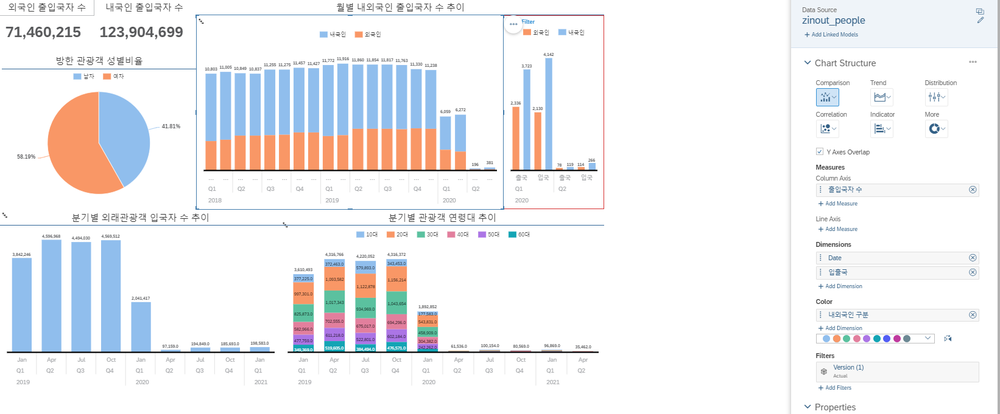 외국인 출입국자 수
내국인 출입국자 수
71,460,215
123,904,699
방한 관광객 성별비율
남자 여자
41.81%
58.19%
월별 내외국인 출입국자 수 추이
내국인 외국인
10,803 11,005 10,849 10,837 11,255 11,275 11,457 11,427 11,772 11,916 11,860 11,854 11,817 11,763 11,330 11,238 6,059 6,272 196 381
... ... ... ... ... ... ... ... ... ... ... ... ... ... ... ... ... ... ... ...
Q1 Q2 Q3 Q4 Q1 Q2 Q3 Q4 Q1 Q2
2018 2019 2020
Filter
외국인 내국인
2,336 3,723 2,130 4,142 78 119 114 266
출국 입국 출국 입국
Q1 Q2
2020
분기별 외래관광객 입국자 수 추이
3,842,246 4,596,968 4,494,030 4,569,512 2,041,417 97,159.0 194,849.0 185,693.0 198,583.0
Jan Apr Jul Oct Jan Apr Jul Oct Jan
Q1 Q2 Q3 Q4 Q1 Q2 Q3 Q4 Q1
2019 2020 2021
분기별 관광객 연령대 추이
10대 20대 30대 40대 50대 60대
3,610,493 4,316,766 4,220,052 4,316,372 1,892,852 61,536.0 100,154.0 80,569.0 96,869.0 35,462.0
377,225.0 372,463.0 579,893.0 343,453.0 177,583.0
997,301.0 1,093,582 1,122,878 1,156,214 543,831.0
825,873.0 1,017,343 934,969.0 1,043,654 458,909.0
582,966.0 702,555.0 675,017.0 694,296.0 304,382.0
477,759.0 611,218.0 522,801.0 602,184.0 242,262.0
349,369.0 519,605.0 384,494.0 476,571.0
Jan Apr Jul Oct Jan Apr Jul Oct Jan Apr
Q1 Q2 Q3 Q4 Q1 Q2 Q3 Q4 Q1 Q2
2019 2020 2021
Data Source
zinout_people
+ Add Linked Models
Chart Structure
Comparison Trend Distribution
Correlation Indicator More
Y Axes Overlap
Measures
Column Axis
출입국자 수
+ Add Measure
Line Axis
+ Add Measure
Dimensions
Date
입출국
+ Add Dimension
Color
내외국인 구분
+ Add Dimension
Filters
Version (1)
Actual
+ Add Filters
Properties